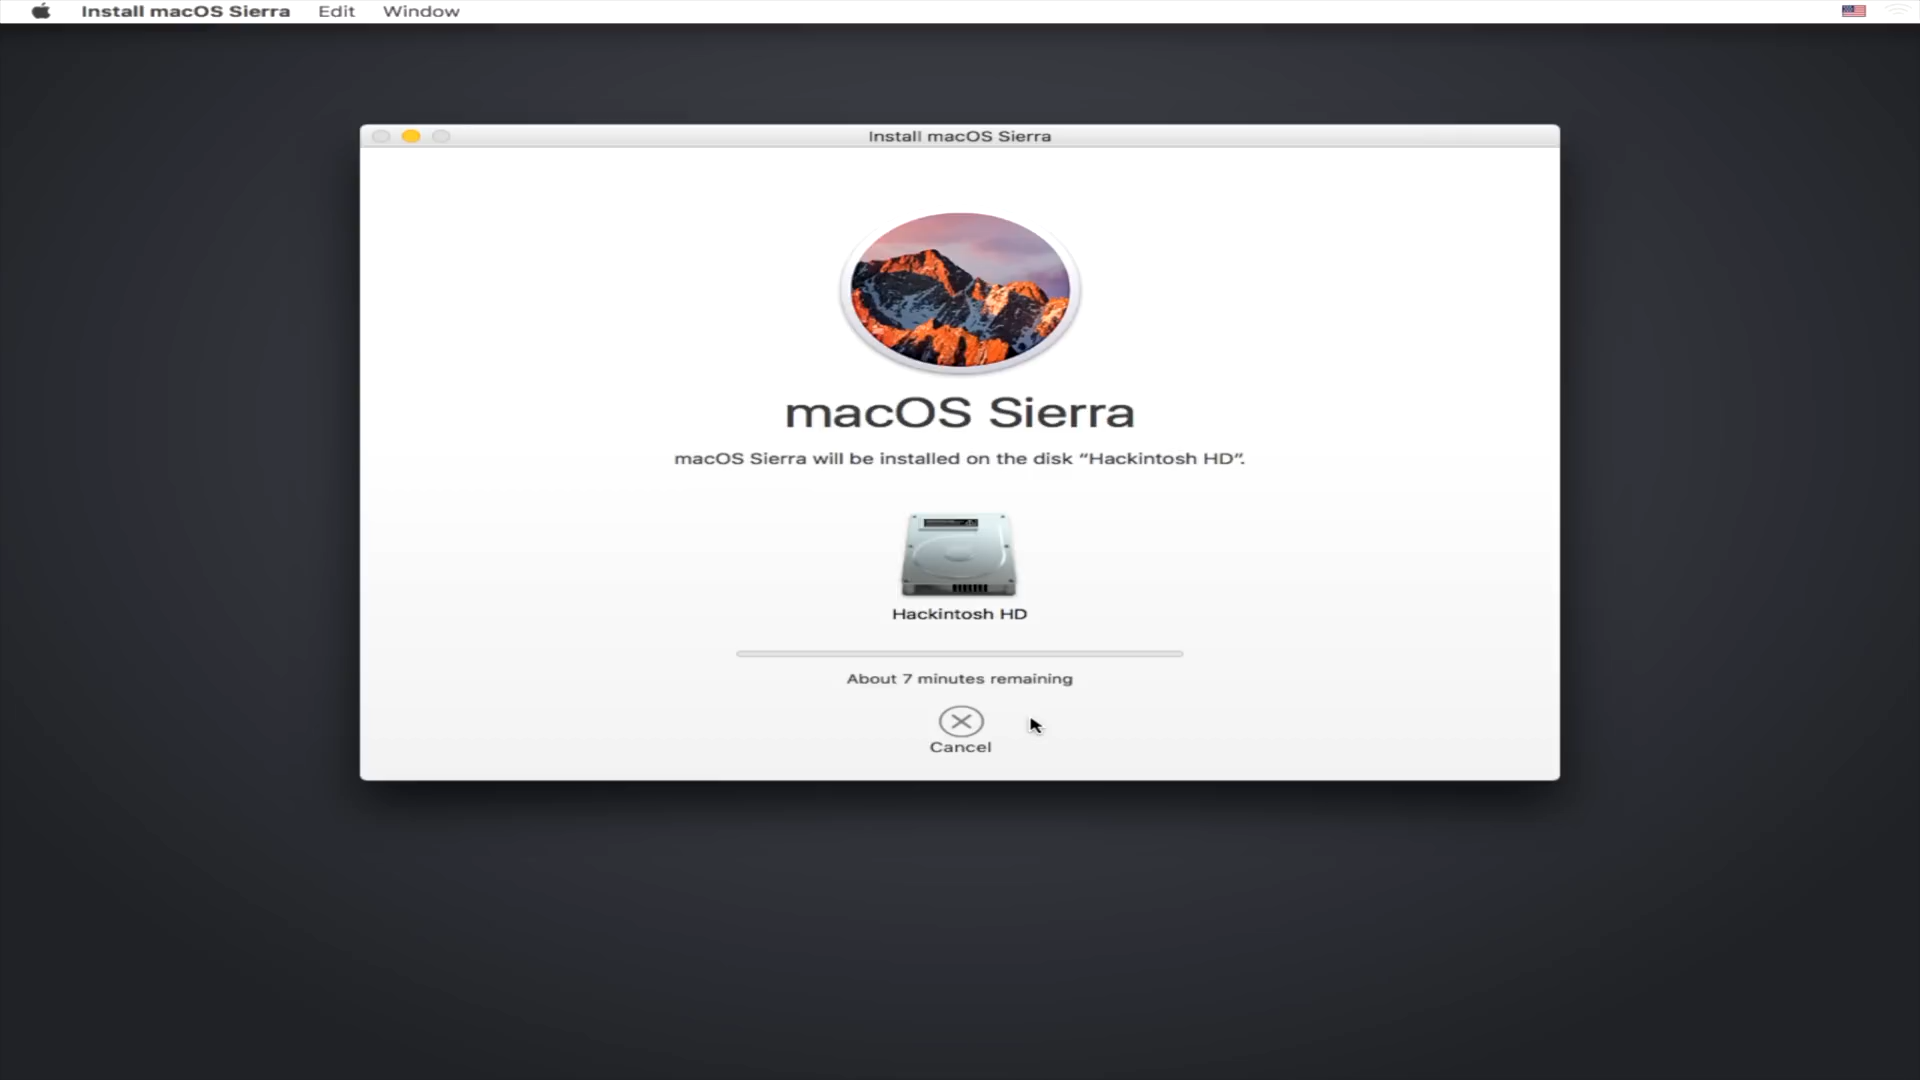 Install macOS Sierra Edit Window
Install macOS Sierra
macOS Sierra
macOS Sierra will be installed on the disk “Hackintosh HD”.
Hackintosh HD
About 7 minutes remaining
Cancel